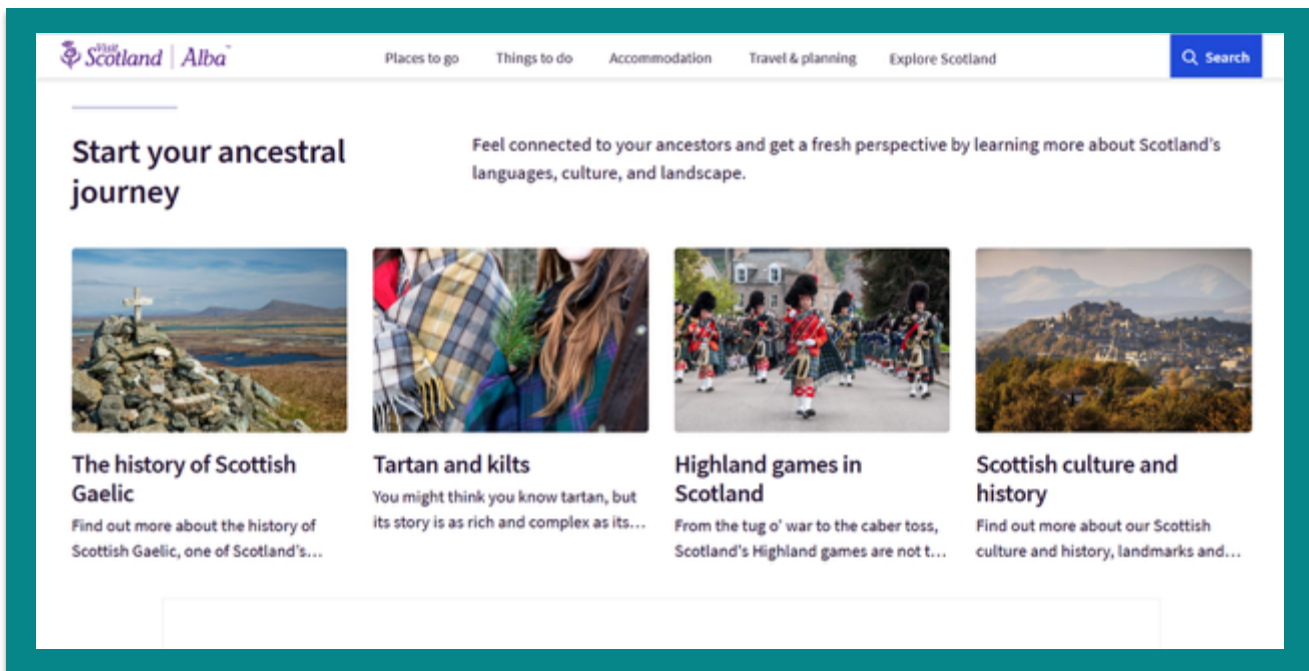 Visit
Scotland | Alba™
Places to go
Things to do
Accommodation
Travel & planning
Explore Scotland
Search
Start your ancestral
journey
Feel connected to your ancestors and get a fresh perspective by learning more about Scotland's
languages, culture, and landscape.
The history of Scottish
Gaelic
Find out more about the history of
Scottish Gaelic, one of Scotland's...
Tartan and kilts
You might think you know tartan, but
its story is as rich and complex as its...
Highland games in
Scotland
From the tug o' war to the caber toss,
Scotland's Highland games are not t...
Scottish culture and
history
Find out more about our Scottish
culture and history, landmarks and...